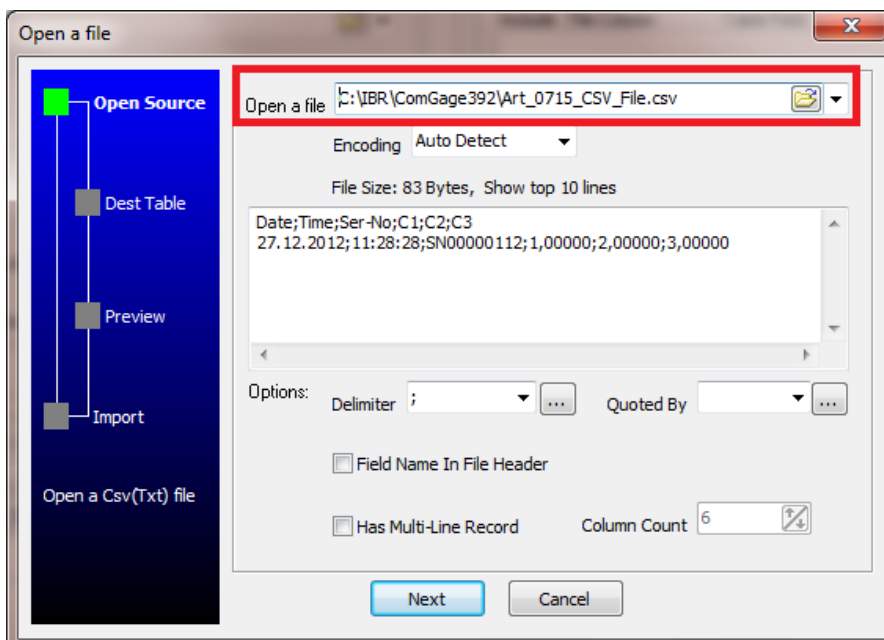 Open a file
Open Source
Dest Table
Preview
Import
Open a Csv(Txt) file
Open a file C:\IBR\ComGage392\Art_0715_CSV_File.csv
Encoding Auto Detect
File Size: 83 Bytes, Show top 10 lines
Date;Time;Ser-No;C1;C2;C3
27.12.2012;11:28:28;SN00000112;1,00000;2,00000;3,00000
Options: Delimiter ; ... Quoted By ...
Field Name In File Header
Has Multi-Line Record Column Count 6
Next Cancel